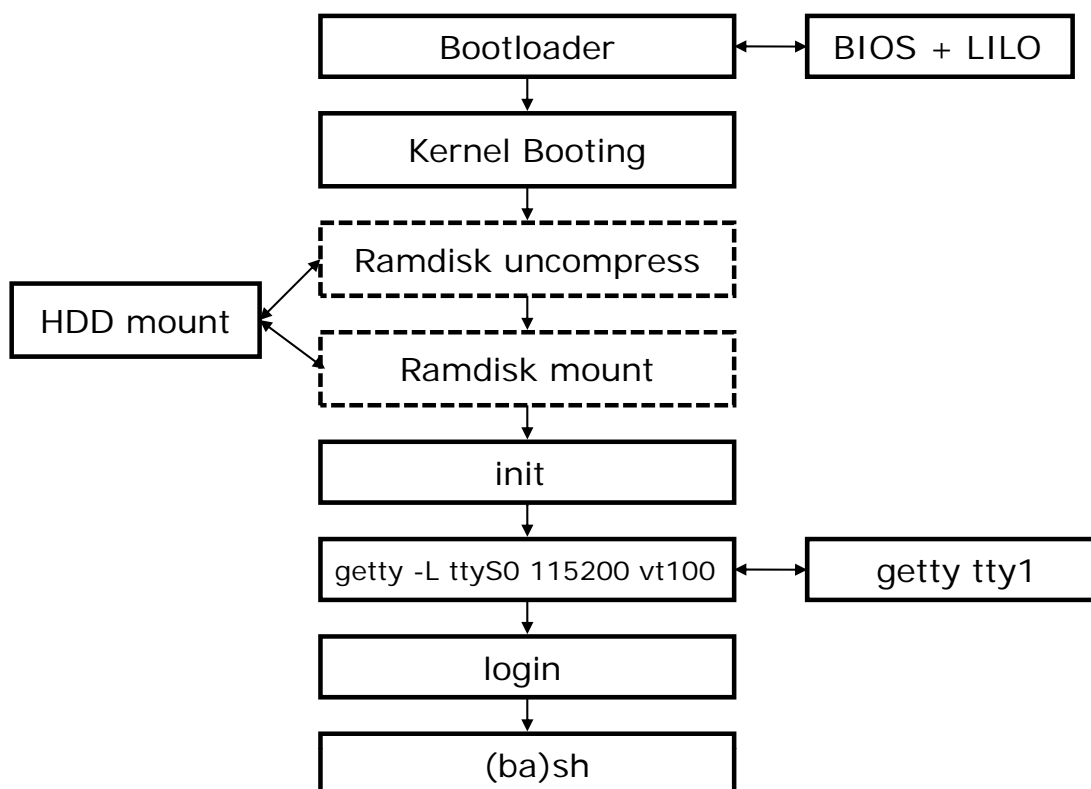 Bootloader
BIOS + LILO
Kernel Booting
Ramdisk uncompress
HDD mount
Ramdisk mount
init
getty -L ttyS0 115200 vt100
getty tty1
login
(ba)sh